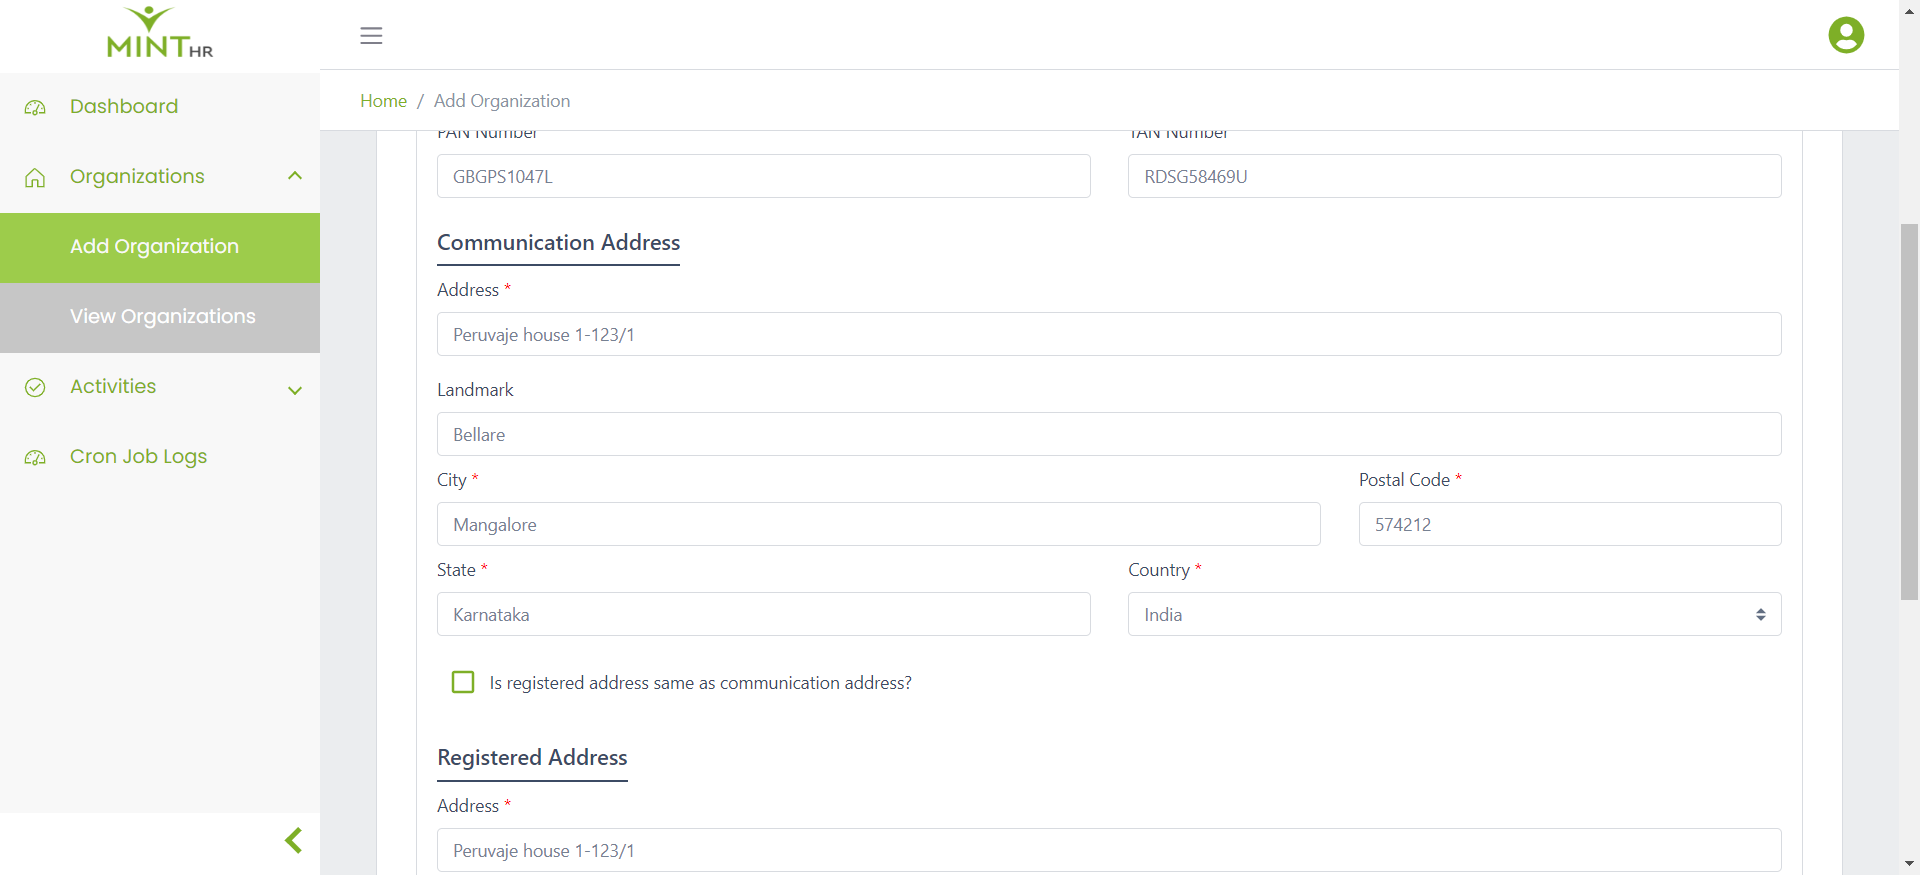 MINT HR
Home / Add Organization
Dashboard
Organizations
Add Organization
View Organizations
Activities
Cron Job Logs
PAN Number TAN Number
GBGPS1047L RDSG58469U
Communication Address
Address *
Peruvaje house 1-123/1
Landmark
Bellare
City * Postal Code *
Mangalore 574212
State * Country *
Karnataka India
Is registered address same as communication address?
Registered Address
Address *
Peruvaje house 1-123/1